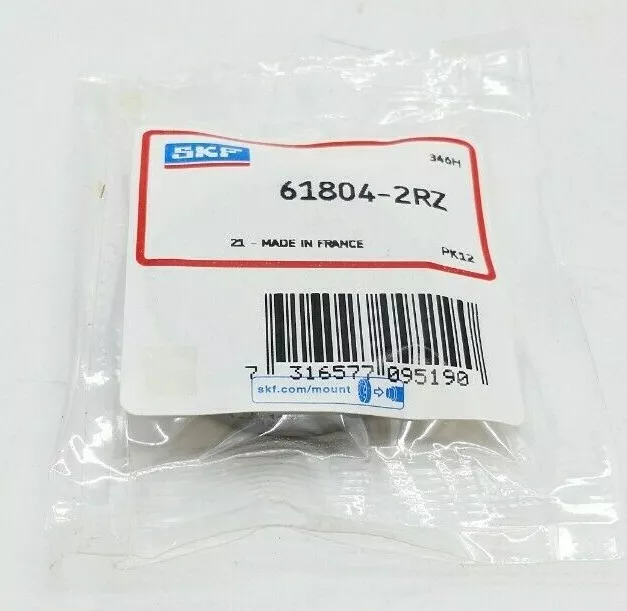 SKF
346H
61804-2RZ
21 - MADE IN FRANCE
PK12
7 316577 095190
skf.com/mount